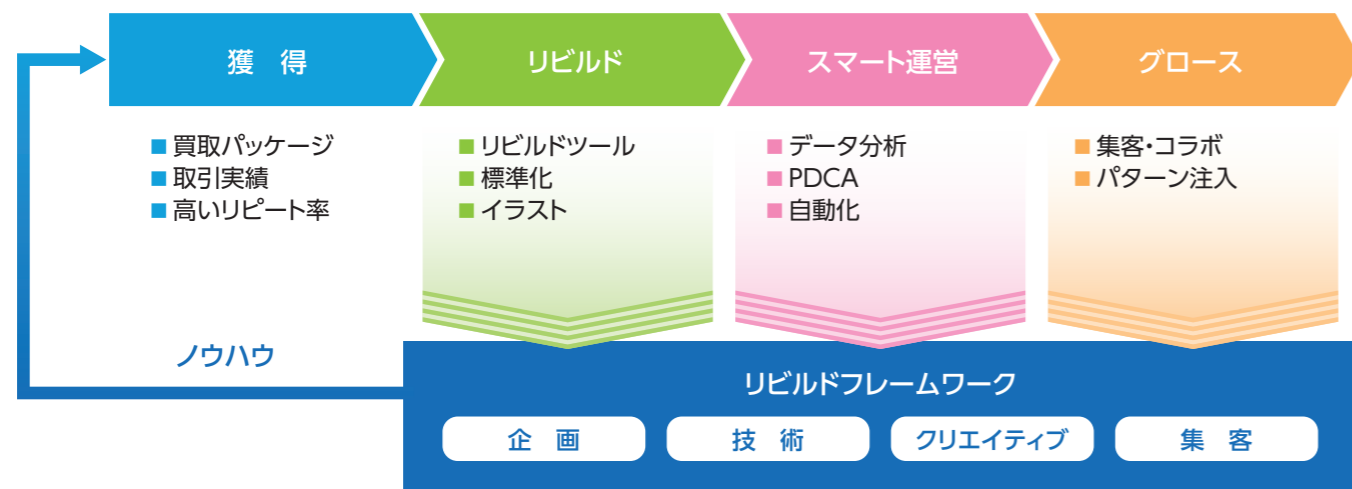 獲 得
リビルド
スマート運営
グロース
■ 買取パッケージ
■ 取引実績
■ 高いリピート率
■ リビルドツール
■ 標準化
■ イラスト
■ データ分析
■ PDCA
■ 自動化
■ 集客・コラボ
■ パターン注入
ノウハウ
リビルドフレームワーク
企 画
技 術
クリエイティブ
集 客